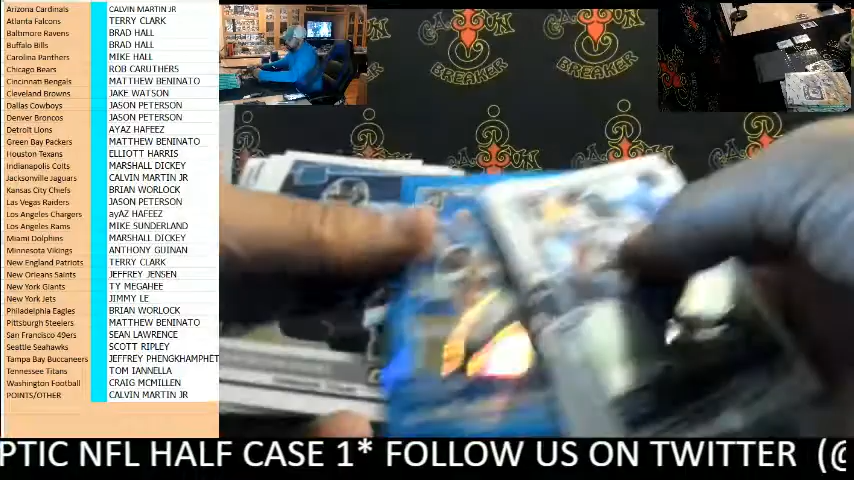 Arizona Cardinals CALVIN MARTIN JR
Atlanta Falcons TERRY CLARK
Baltimore Ravens BRAD HALL
Buffalo Bills BRAD HALL
Carolina Panthers MIKE HALL
Chicago Bears ROB CARUTHERS
Cincinnati Bengals MATTHEW BENINATO
Cleveland Browns JAKE WATSON
Dallas Cowboys JASON PETERSON
Denver Broncos JASON PETERSON
Detroit Lions AYAZ HAFEEZ
Green Bay Packers MATTHEW BENINATO
Houston Texans ELLIOTT HARRIS
Indianapolis Colts MARSHALL DICKEY
Jacksonville Jaguars CALVIN MARTIN JR
Kansas City Chiefs BRIAN WORLOCK
Las Vegas Raiders JASON PETERSON
Los Angeles Chargers ayAZ HAFEEZ
Los Angeles Rams MIKE SUNDERLAND
Miami Dolphins MARSHALL DICKEY
Minnesota Vikings ANTHONY GUINAN
New England Patriots TERRY CLARK
New Orleans Saints JEFFREY JENSEN
New York Giants TY MEGAHEE
New York Jets JIMMY LE
Philadelphia Eagles BRIAN WORLOCK
Pittsburgh Steelers MATTHEW BENINATO
San Francisco 49ers SEAN LAWRENCE
Seattle Seahawks SCOTT RIPLEY
Tampa Bay Buccaneers JEFFREY PHENGKHAMPHET
Tennessee Titans TOM IANNELLA
Washington Football CRAIG MCMILLEN
POINTS/OTHER CALVIN MARTIN JR
BREAKER
BREAKER
PTIC NFL HALF CASE 1* FOLLOW US ON TWITTER (@